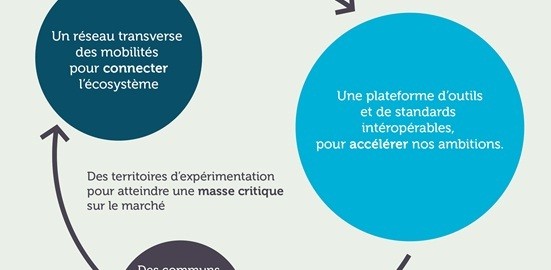 Un réseau transverse
des mobilités
pour connecter
l'écosystème
Une plateforme d'outils
et de standards
intéropérables,
pour accélérer nos ambitions.
Des territoires d'expérimentation
pour atteindre une masse critique
sur le marché
Des communs